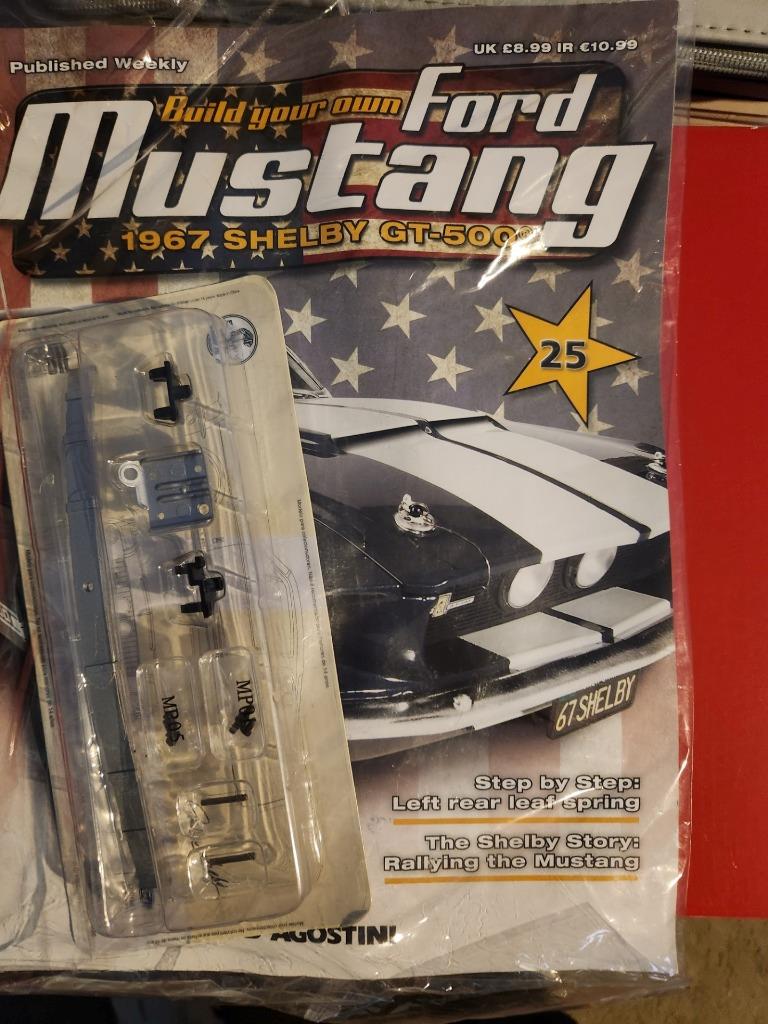 Published Weekly
UK £8.99 IR €10.99
Build your own Ford
Mustang
1967 SHELBY GT-500®
25
MP05
67 SHELBY
Step by Step:
Left rear leaf spring
The Shelby Story:
Rallying the Mustang
AGOSTINI